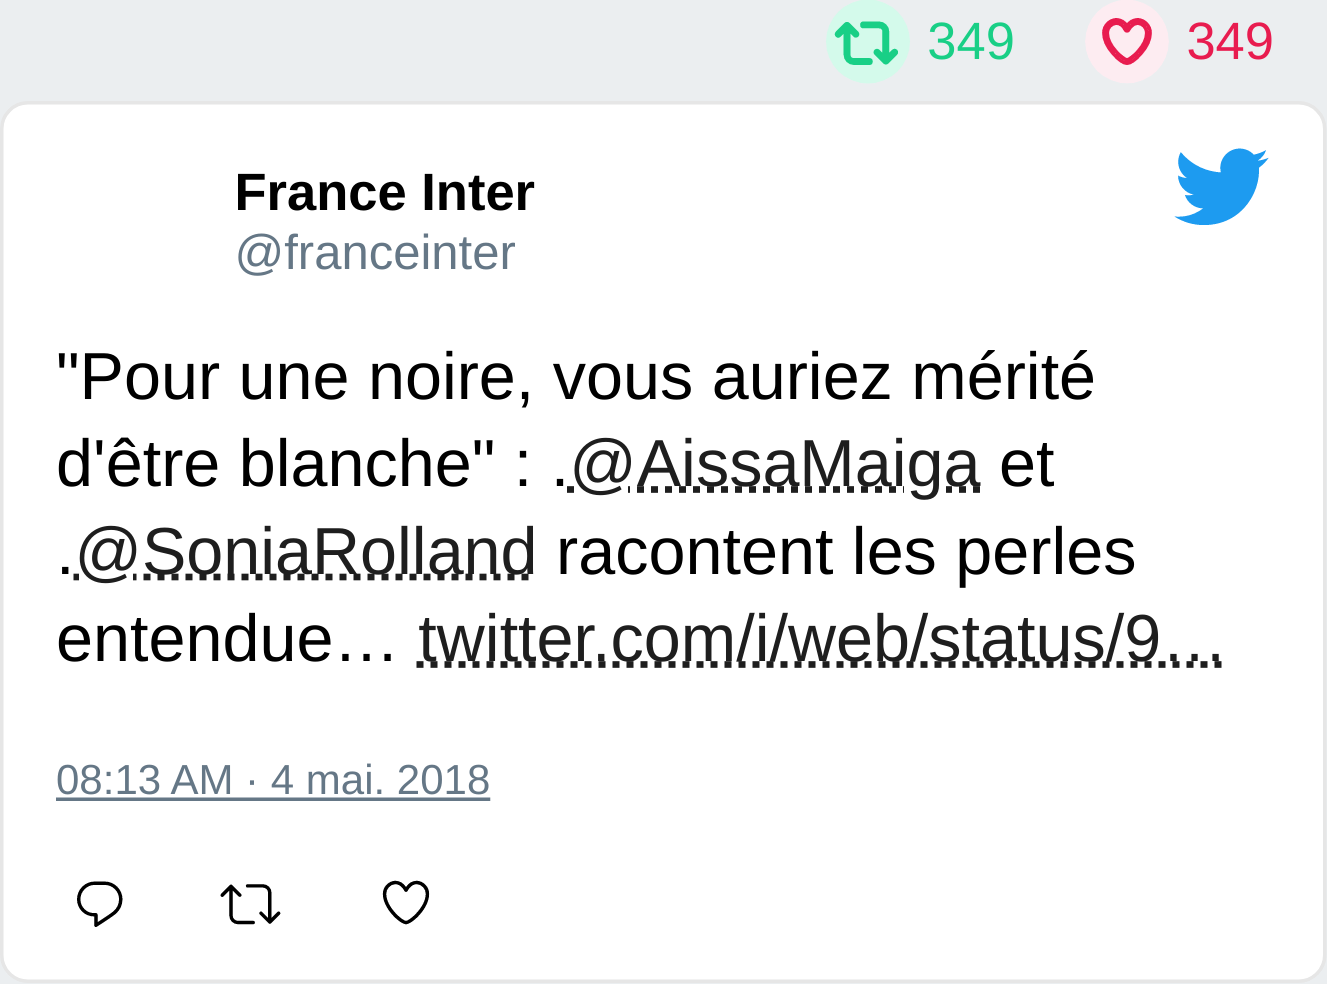 349 349
France Inter
@franceinter
"Pour une noire, vous auriez mérité
d'être blanche" : .@AissaMaiga et
.@SoniaRolland racontent les perles
entendue… twitter.com/i/web/status/9…
08:13 AM · 4 mai. 2018